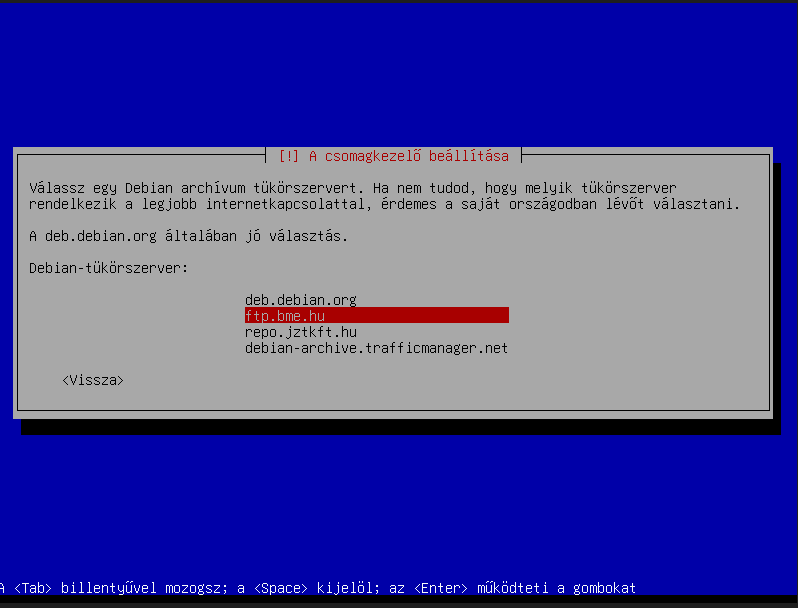 [!] A csomagkezelő beállítása
Válassz egy Debian archívum tükörszervert. Ha nem tudod, hogy melyik tükörszerver
rendelkezik a legjobb internetkapcsolattal, érdemes a saját országodban lévőt választani.
A deb.debian.org általában jó választás.
Debian-tükörszerver:
deb.debian.org
ftp.bme.hu
repo.jztkft.hu
debian-archive.trafficmanager.net
<Vissza>
A <Tab> billentyűvel mozogsz; a <Space> kijelöl; az <Enter> működteti a gombokat